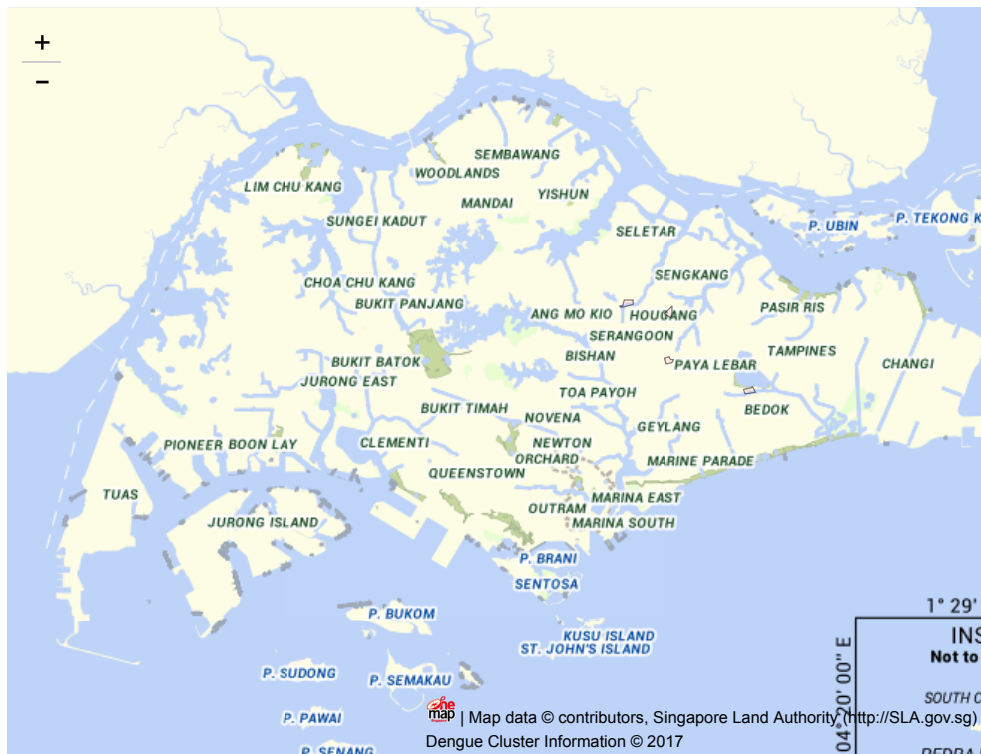 +
−
SEMBAWANG
WOODLANDS
LIM CHU KANG
YISHUN
MANDAI
SUNGEI KADUT
P. TEKONG K
P. UBIN
SELETAR
SENGKANG
CHOA CHU KANG
BUKIT PANJANG
ANG MO KIO
HOUGANG
PASIR RIS
SERANGOON
BISHAN
TAMPINES
BUKIT BATOK
PAYA LEBAR
CHANGI
JURONG EAST
TOA PAYOH
BUKIT TIMAH
NOVENA
BEDOK
GEYLANG
PIONEER
BOON LAY
CLEMENTI
NEWTON
ORCHARD
MARINE PARADE
QUEENSTOWN
TUAS
MARINA EAST
OUTRAM
JURONG ISLAND
MARINA SOUTH
P. BRANI
SENTOSA
P. BUKOM
KUSU ISLAND
ST. JOHN'S ISLAND
P. SUDONG
P. SEMAKAU
P. PAWAI
P. SENANG
1° 29'
INS
Not to
04° 20' 00" E
SOUTH C
PEDRA
one
map
| Map data © contributors, Singapore Land Authority (http://SLA.gov.sg)
Dengue Cluster Information © 2017